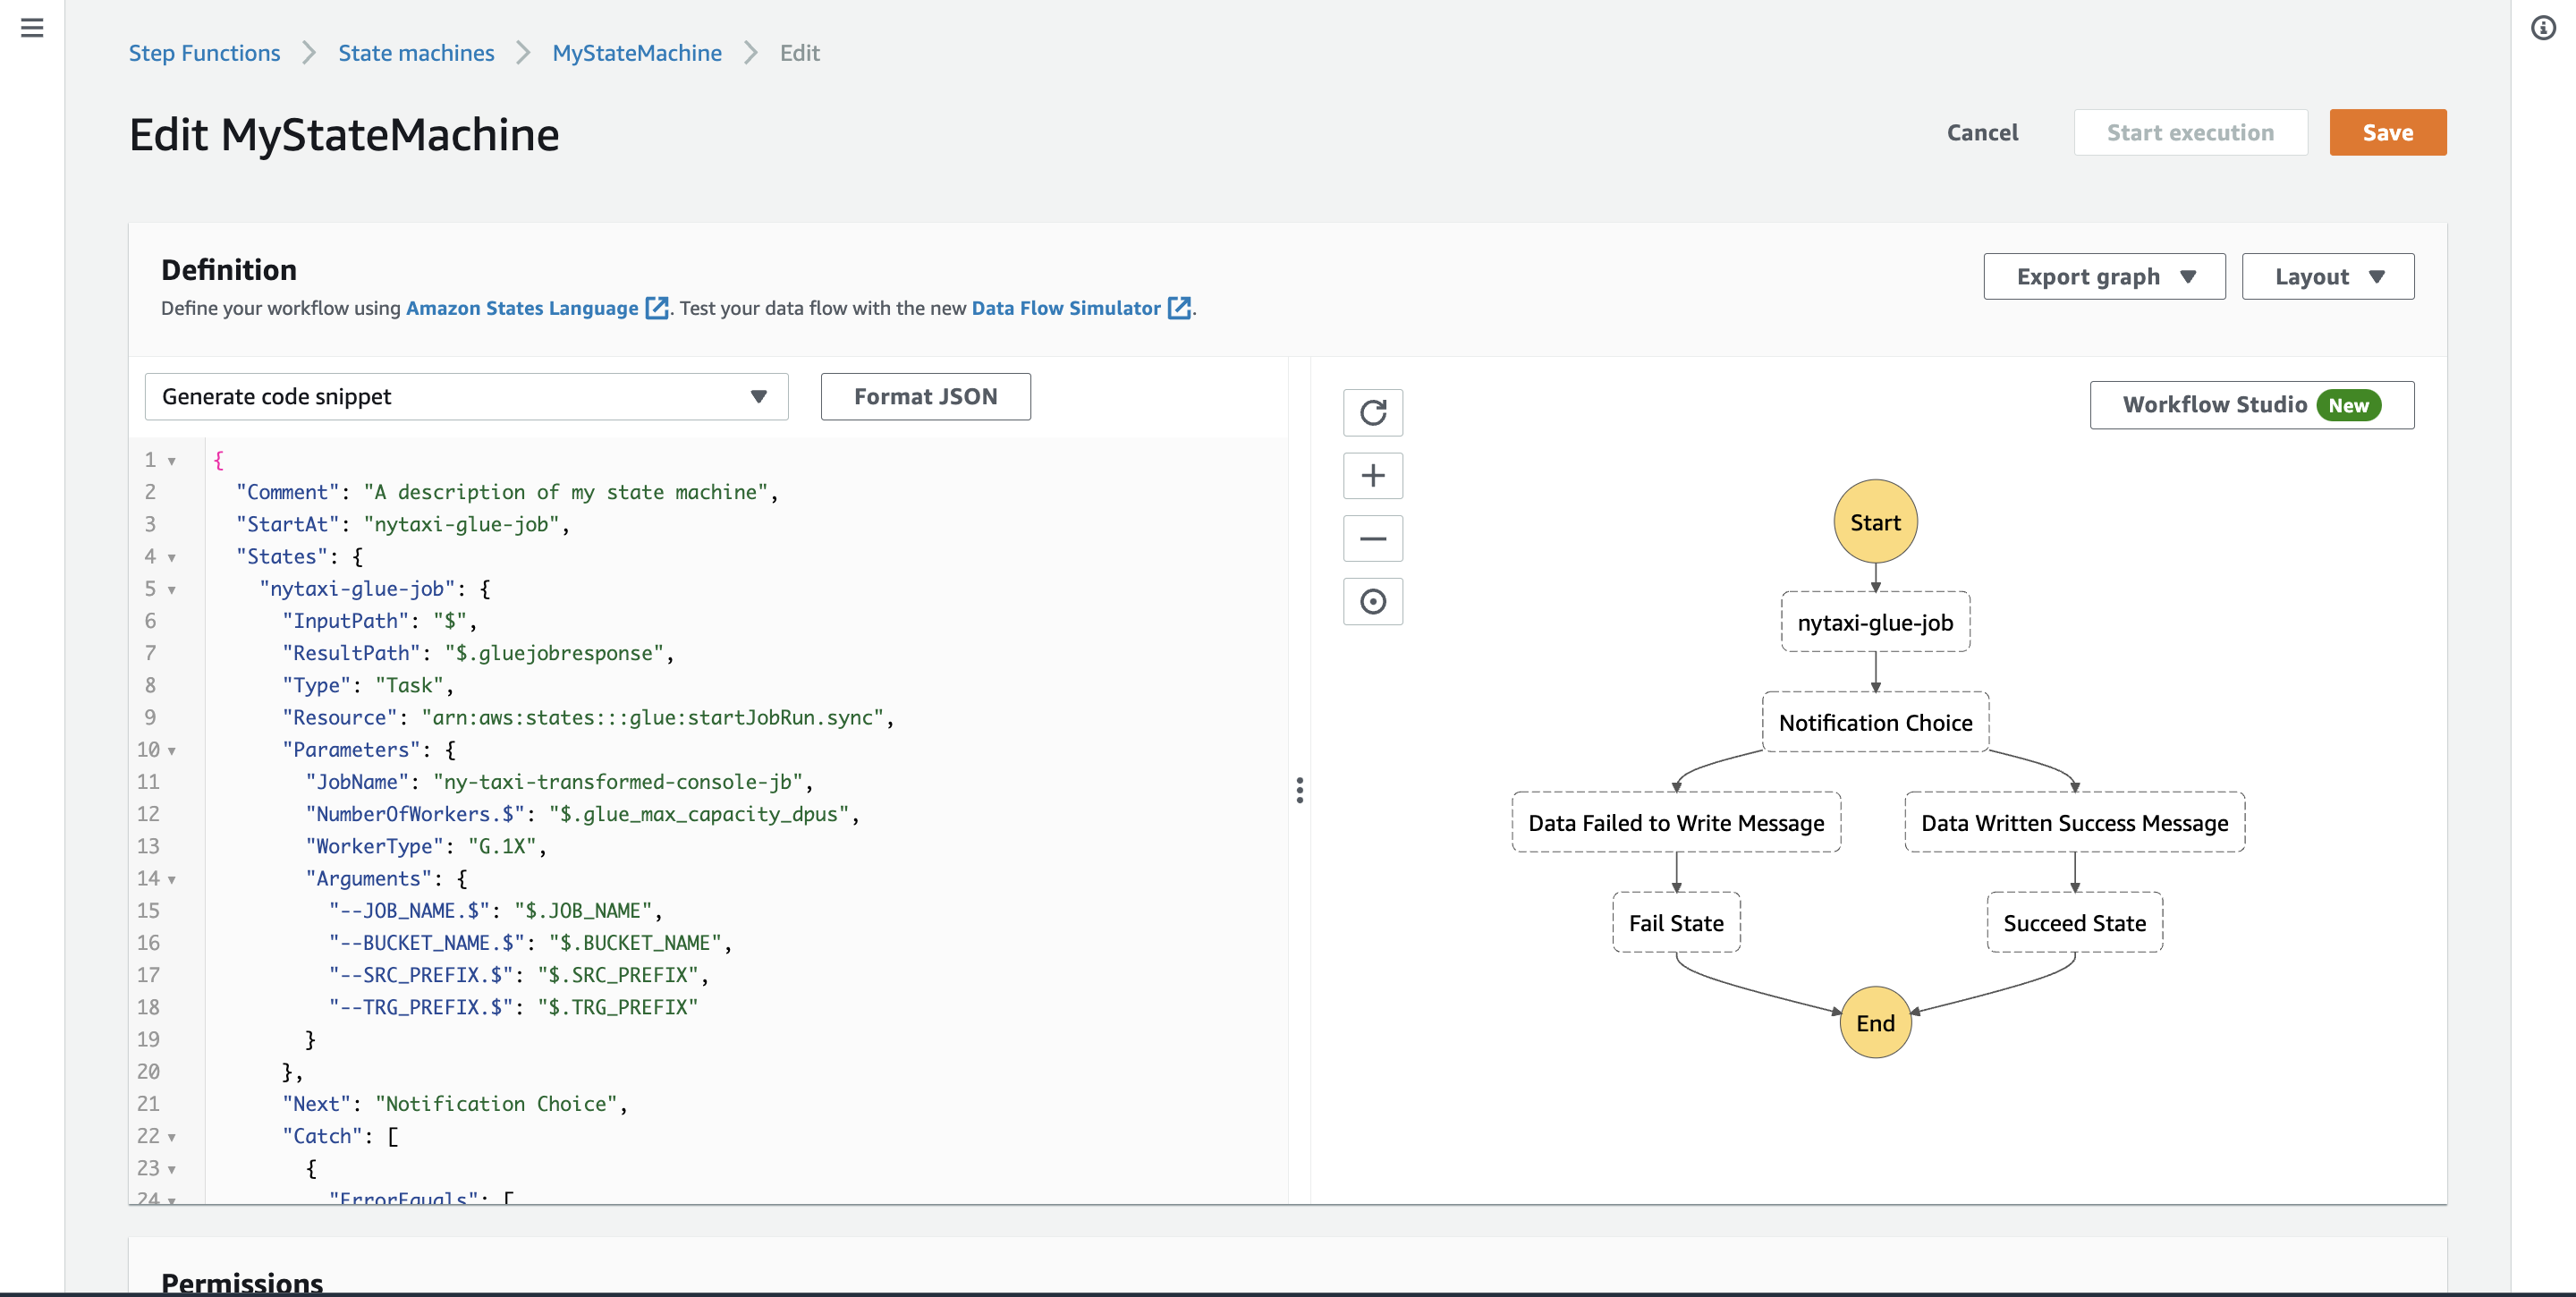 Step Functions > State machines > MyStateMachine > Edit
Edit MyStateMachine
Cancel
Start execution
Save
Definition
Define your workflow using Amazon States Language. Test your data flow with the new Data Flow Simulator.
Export graph
Layout
Generate code snippet
Format JSON
1 {
2 "Comment": "A description of my state machine",
3 "StartAt": "nytaxi-glue-job",
4 "States": {
5 "nytaxi-glue-job": {
6 "InputPath": "$",
7 "ResultPath": "$.gluejobresponse",
8 "Type": "Task",
9 "Resource": "arn:aws:states:::glue:startJobRun.sync",
10 "Parameters": {
11 "JobName": "ny-taxi-transformed-console-jb",
12 "NumberOfWorkers.$": "$.glue_max_capacity_dpus",
13 "WorkerType": "G.1X",
14 "Arguments": {
15 "--JOB_NAME.$": "$.JOB_NAME",
16 "--BUCKET_NAME.$": "$.BUCKET_NAME",
17 "--SRC_PREFIX.$": "$.SRC_PREFIX",
18 "--TRG_PREFIX.$": "$.TRG_PREFIX"
19 }
20 },
21 "Next": "Notification Choice",
22 "Catch": [
23 {
24 "ErrorEquals": [
Workflow Studio New
Start
nytaxi-glue-job
Notification Choice
Data Failed to Write Message
Data Written Success Message
Fail State
Succeed State
End
Permissions